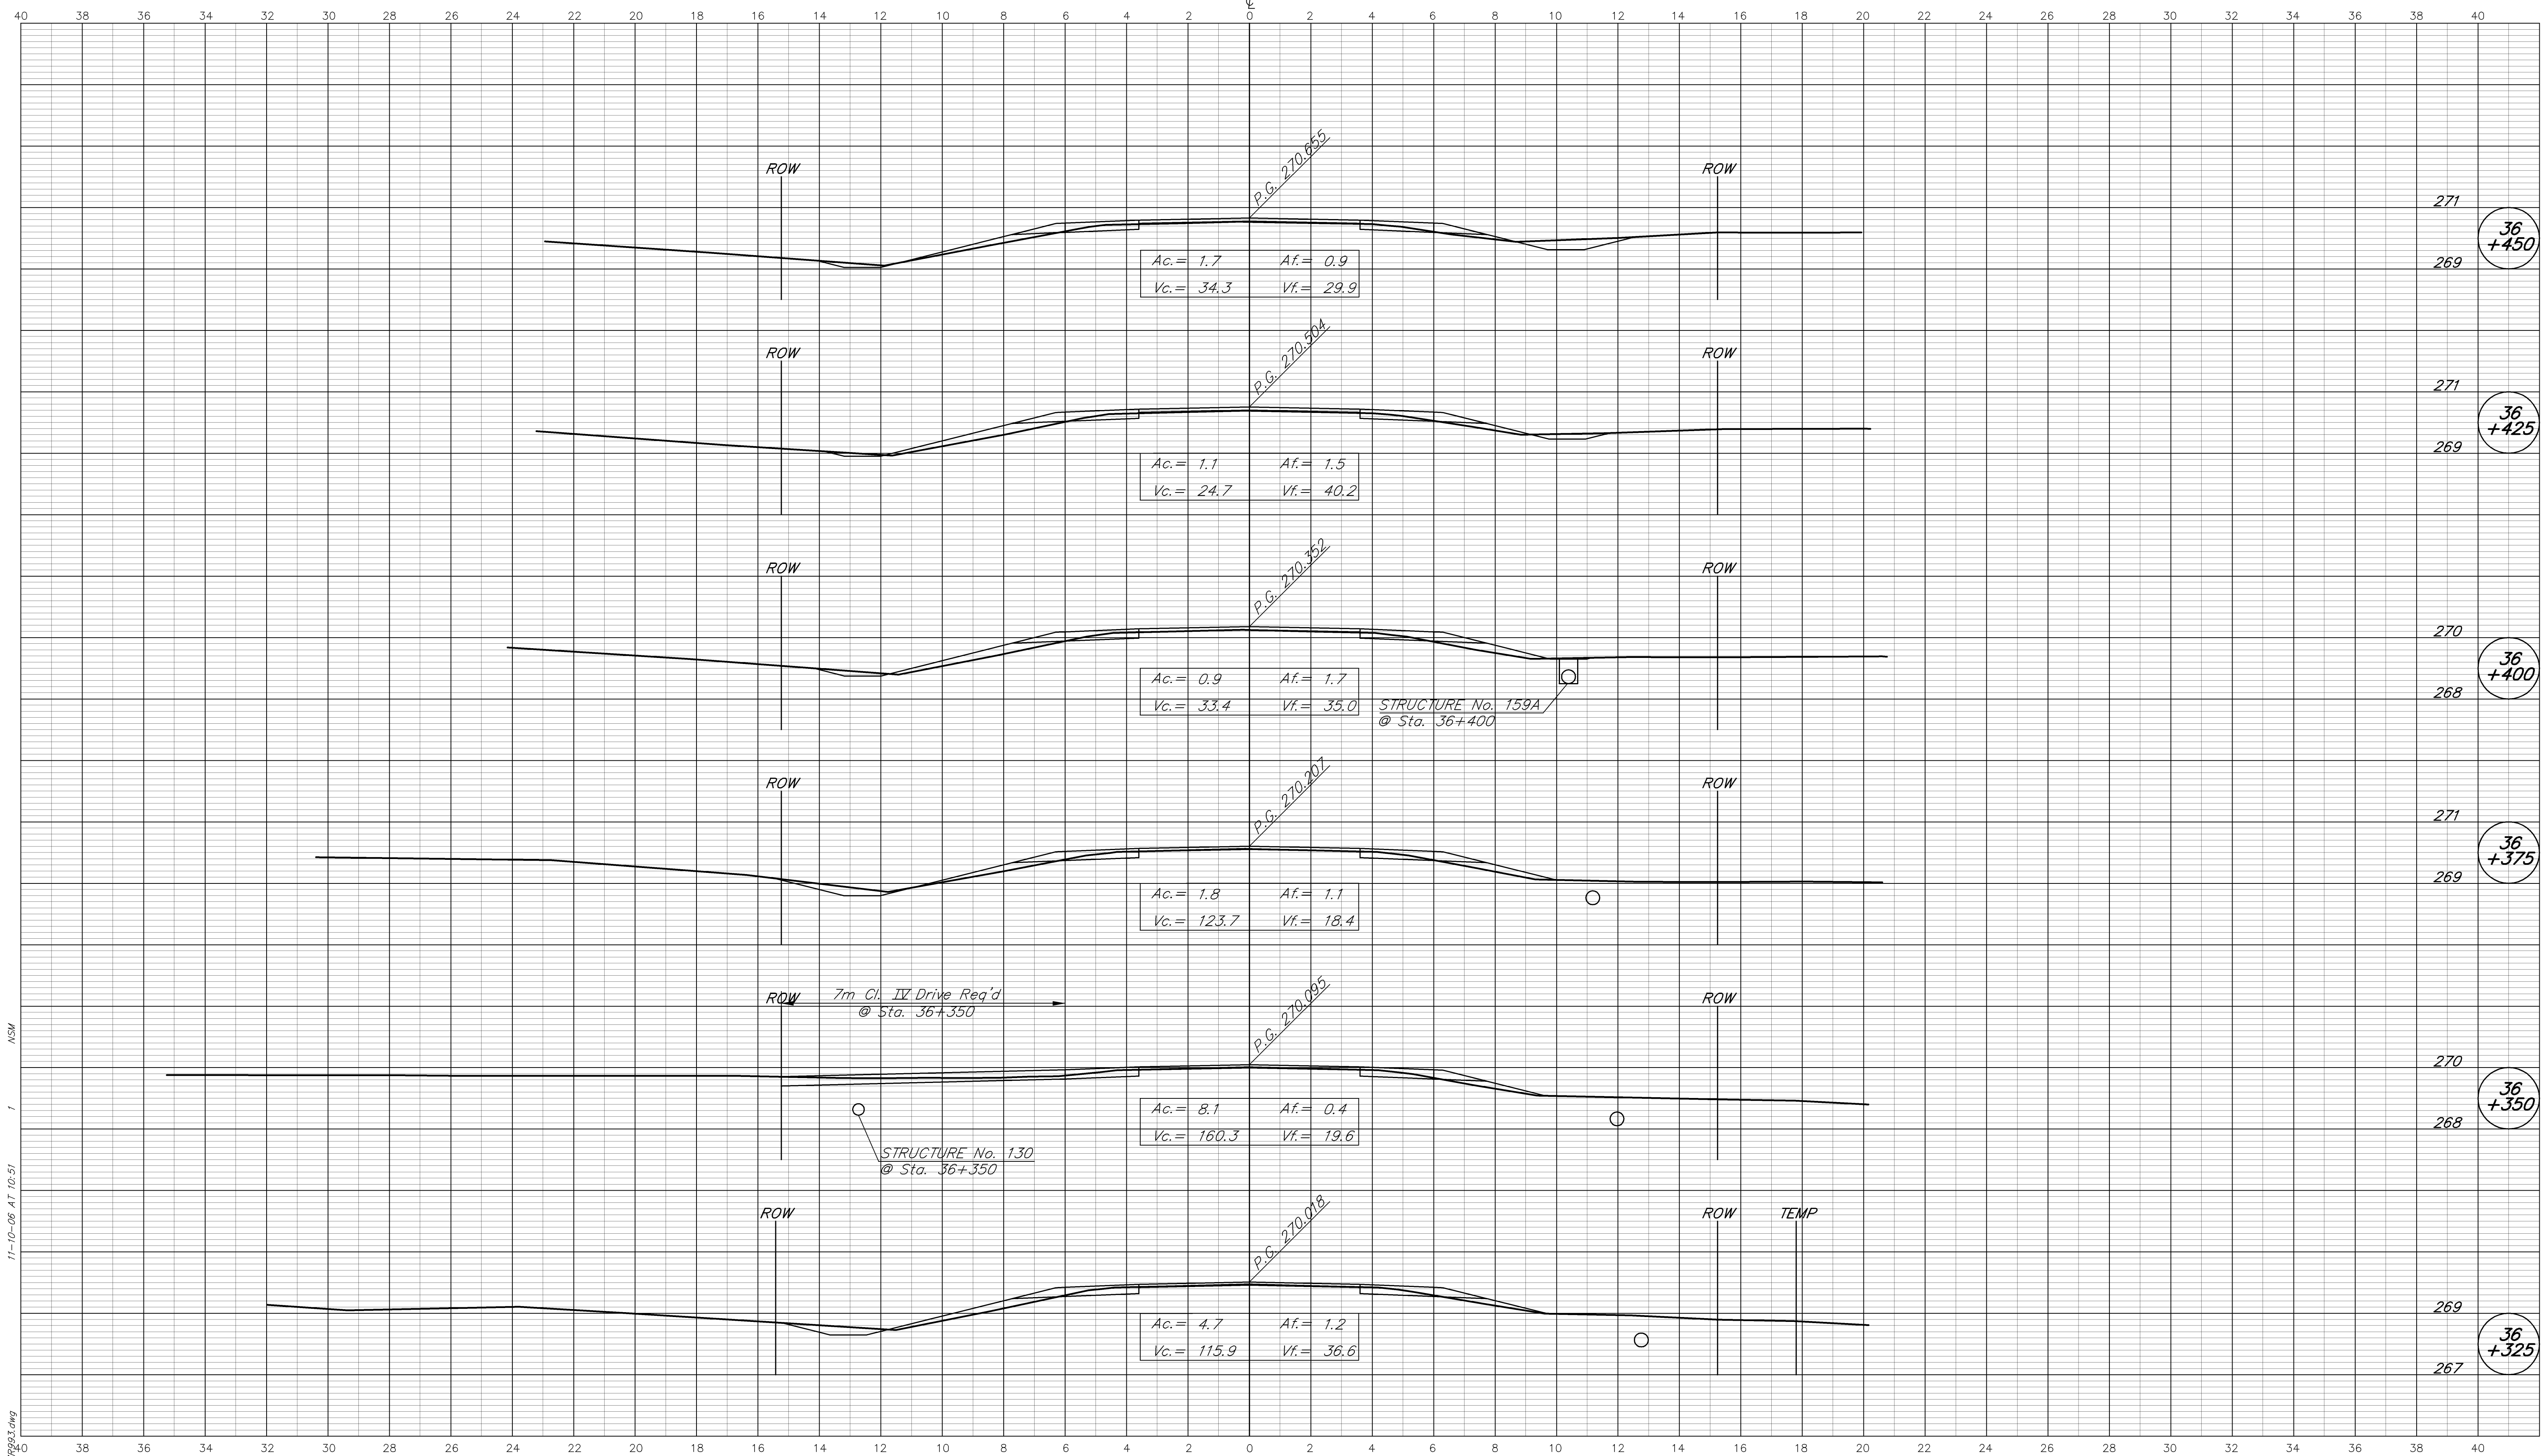 40 38 36 34 32 30 28 26 24 22 20 18 16 14 12 10 8 6 4 2 0 2 4 6 8 10 12 14 16 18 20 22 24 26 28 30 32 34 36 38 40
℄
P.G. 270.655
ROW
ROW
271
36
+450
269
Ac.= 1.7 Af.= 0.9
Vc.= 34.3 Vf.= 29.9
P.G. 270.504
ROW
ROW
271
36
+425
269
Ac.= 1.1 Af.= 1.5
Vc.= 24.7 Vf.= 40.2
P.G. 270.352
ROW
ROW
270
36
+400
268
Ac.= 0.9 Af.= 1.7
Vc.= 33.4 Vf.= 35.0
STRUCTURE No. 159A
@ Sta. 36+400
P.G. 270.207
ROW
ROW
271
36
+375
269
Ac.= 1.8 Af.= 1.1
Vc.= 123.7 Vf.= 18.4
P.G. 270.095
ROW
7m Cl. IV Drive Req'd
@ Sta. 36+350
ROW
270
36
+350
268
Ac.= 8.1 Af.= 0.4
Vc.= 160.3 Vf.= 19.6
STRUCTURE No. 130
@ Sta. 36+350
P.G. 270.018
ROW
ROW
TEMP
269
36
+325
267
Ac.= 4.7 Af.= 1.2
Vc.= 115.9 Vf.= 36.6
40 38 36 34 32 30 28 26 24 22 20 18 16 14 12 10 8 6 4 2 0 2 4 6 8 10 12 14 16 18 20 22 24 26 28 30 32 34 36 38 40
11-10-06 AT 10:51 1 NSM